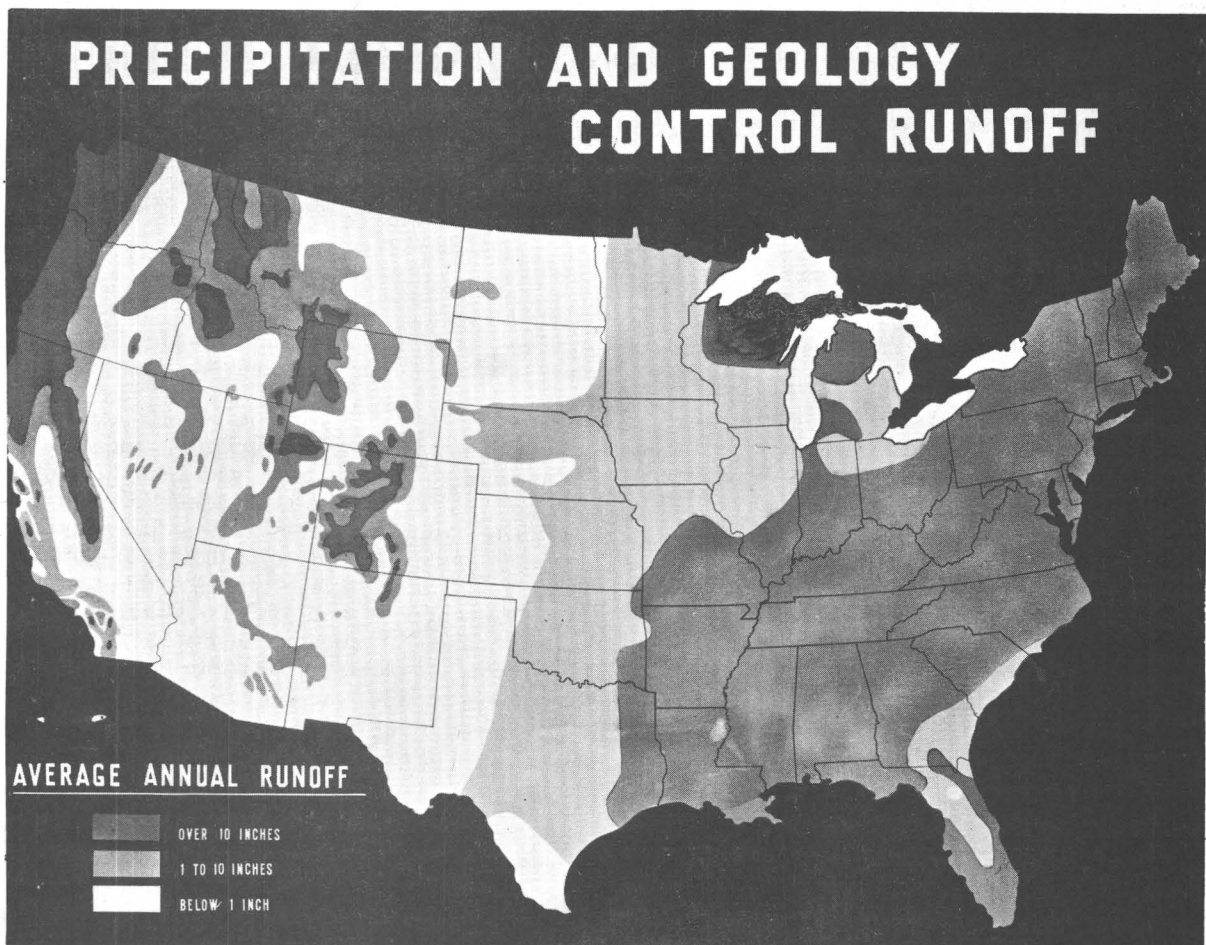 PRECIPITATION AND GEOLOGY
CONTROL RUNOFF
AVERAGE ANNUAL RUNOFF
OVER 10 INCHES
1 TO 10 INCHES
BELOW 1 INCH